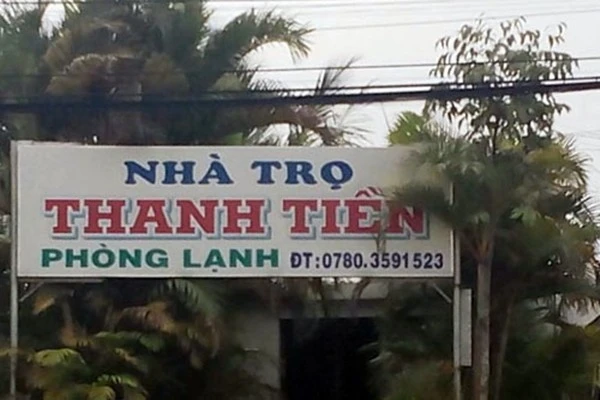 NHÀ TRỌ
THANH TIỀN
PHÒNG LẠNH ĐT:0780.3591523